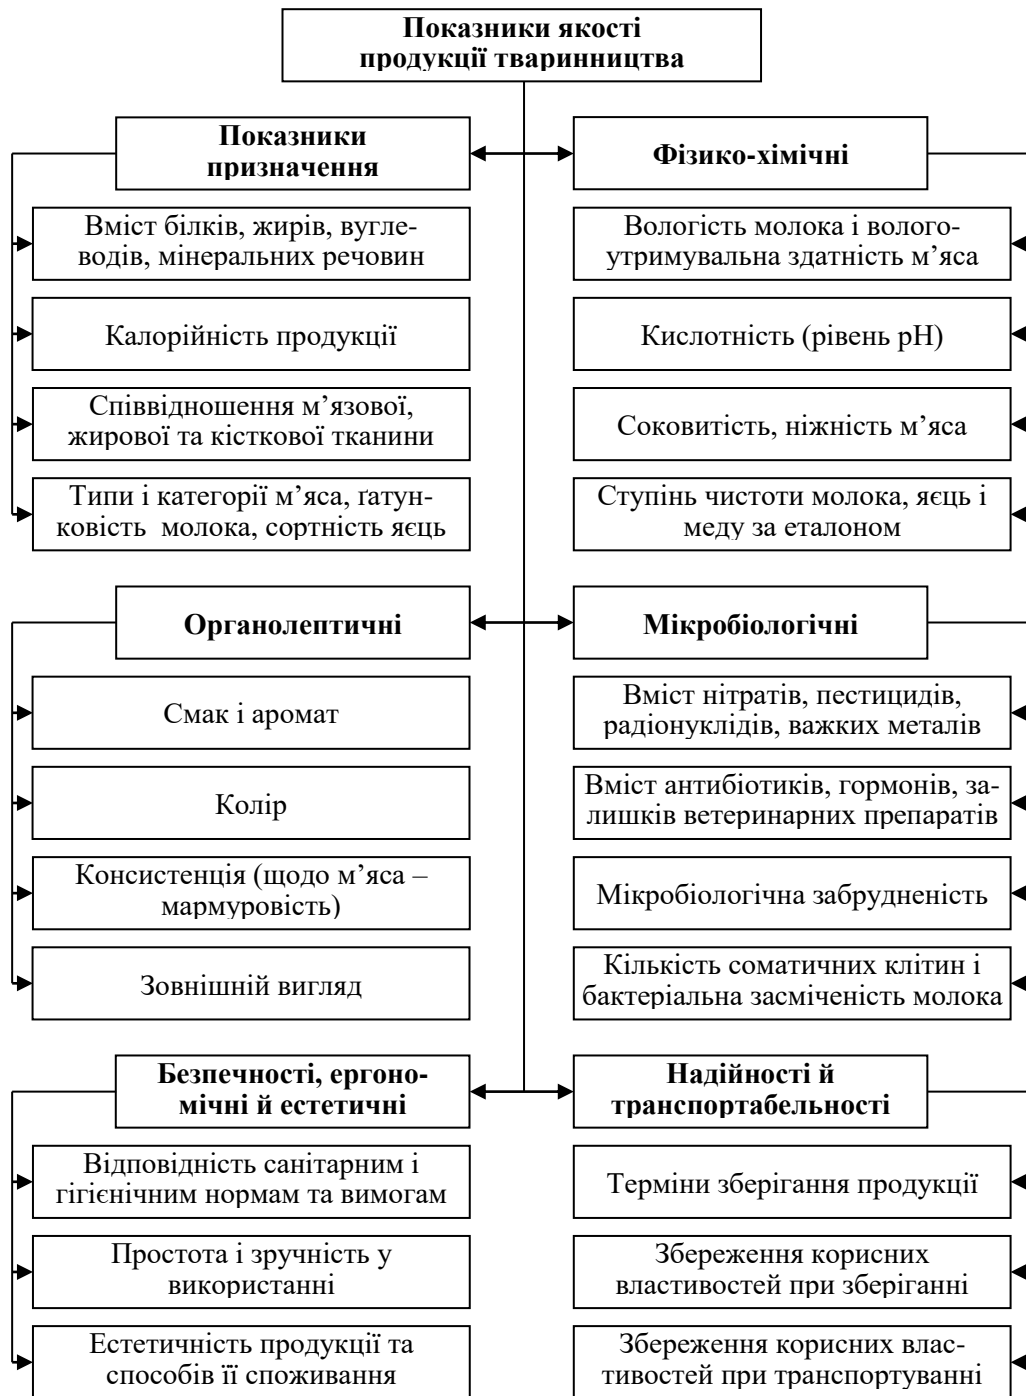 Показники якості
продукції тваринництва
Показники
призначення
Вміст білків, жирів, вугле-
водів, мінеральних речовин
Калорійність продукції
Співвідношення м’язової,
жирової та кісткової тканини
Типи і категорії м’яса, ґатун-
ковість молока, сортність яєць
Фізико-хімічні
Вологість молока і волого-
утримувальна здатність м’яса
Кислотність (рівень рН)
Соковитість, ніжність м’яса
Ступінь чистоти молока, яєць і
меду за еталоном
Органолептичні
Смак і аромат
Колір
Консистенція (щодо м’яса –
мармуровість)
Зовнішній вигляд
Мікробіологічні
Вміст нітратів, пестицидів,
радіонуклідів, важких металів
Вміст антибіотиків, гормонів, за-
лишків ветеринарних препаратів
Мікробіологічна забрудненість
Кількість соматичних клітин і
бактеріальна засміченість молока
Безпечності, ергоно-
мічні й естетичні
Відповідність санітарним і
гігієнічним нормам та вимогам
Простота і зручність у
використанні
Естетичність продукції та
способів її споживання
Надійності й
транспортабельності
Терміни зберігання продукції
Збереження корисних
властивостей при зберіганні
Збереження корисних влас-
тивостей при транспортуванні